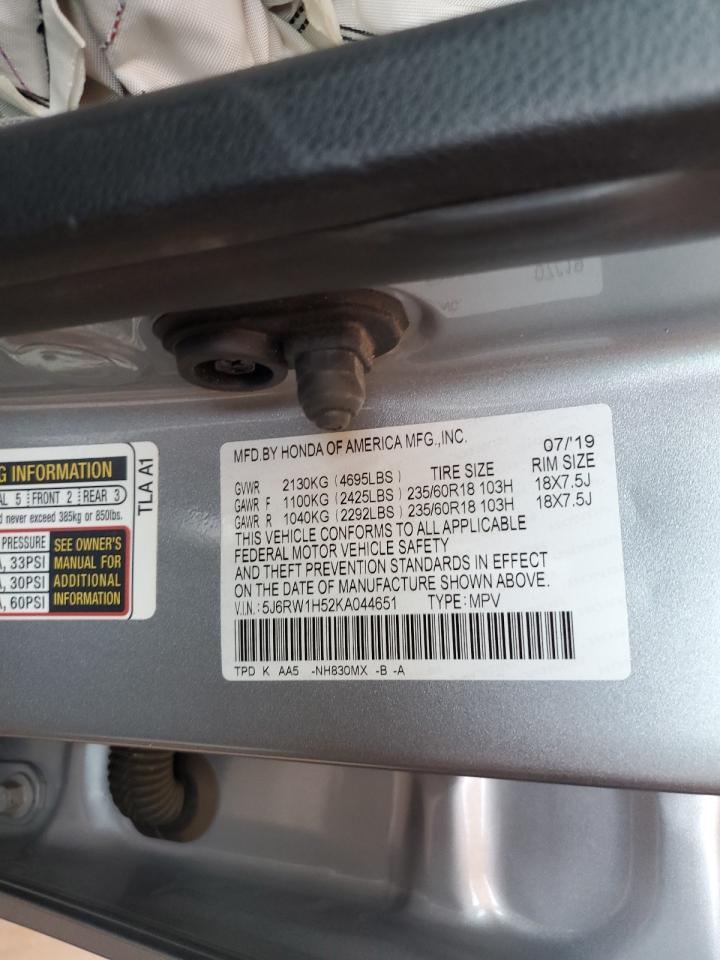 07/19
NG INFORMATION
AL 5 FRONT 2 REAR 3
d never exceed 385kg or 850lbs.
PRESSURE
A, 33PSI
A, 30PSI
A, 60PSI
SEE OWNER'S
MANUAL FOR
ADDITIONAL
INFORMATION
TLA A1
MFD.BY HONDA OF AMERICA MFG.,INC. 07/'19
GVWR 2130KG (4695LBS) TIRE SIZE RIM SIZE
GAWR F 1100KG (2425LBS) 235/60R18 103H 18X7.5J
GAWR R 1040KG (2292LBS) 235/60R18 103H 18X7.5J
THIS VEHICLE CONFORMS TO ALL APPLICABLE
FEDERAL MOTOR VEHICLE SAFETY
AND THEFT PREVENTION STANDARDS IN EFFECT
ON THE DATE OF MANUFACTURE SHOWN ABOVE.
V.I.N.:5J6RW1H52KA044651 TYPE:MPV
TPD K AA5 -NH830MX -B -A